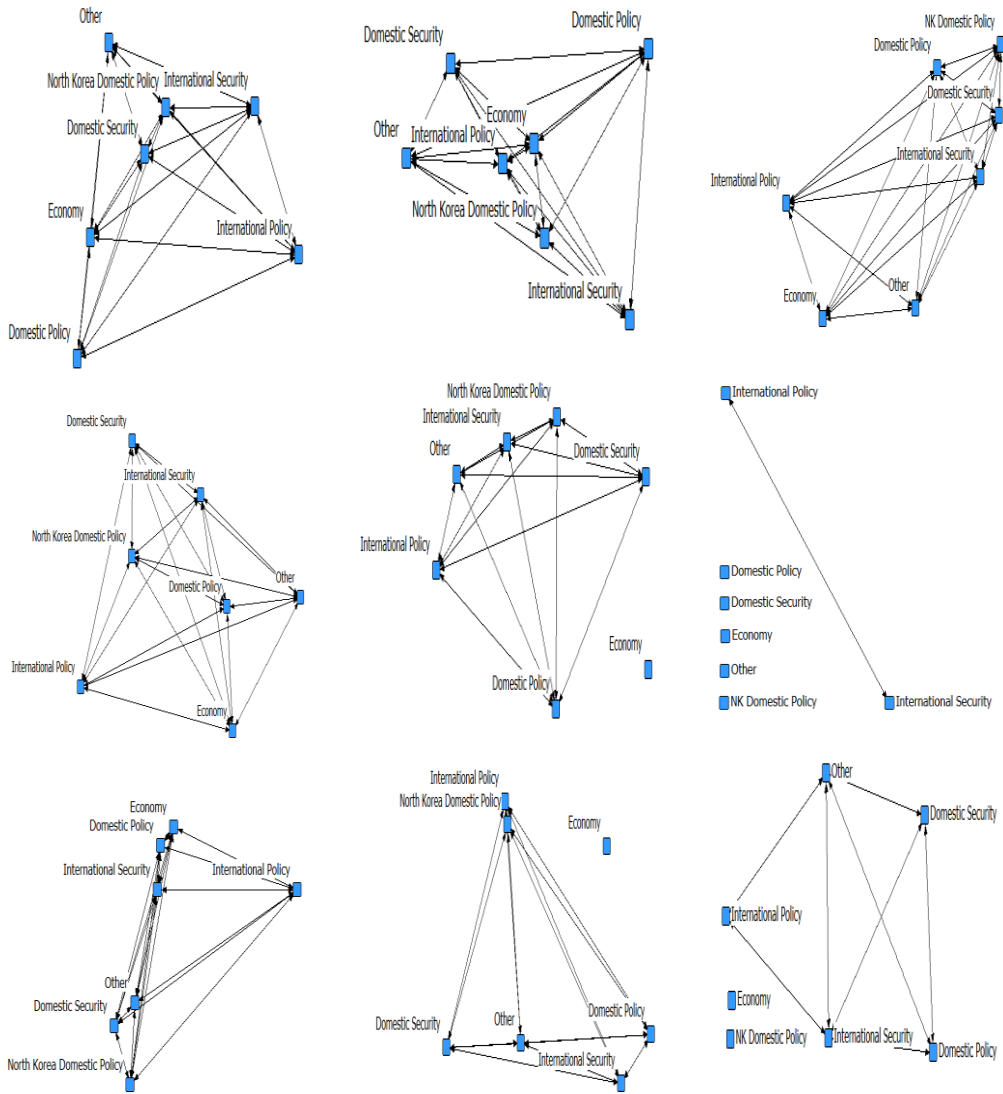 Other
North Korea Domestic Policy
International Security
Domestic Security
Economy
International Policy
Domestic Policy
Domestic Policy
Domestic Security
Economy
Other
International Policy
North Korea Domestic Policy
International Security
NK Domestic Policy
Domestic Policy
Domestic Security
International Security
International Policy
Economy
Other
Domestic Security
International Security
North Korea Domestic Policy
Other
Domestic Policy
International Policy
Economy
North Korea Domestic Policy
International Security
Other
Domestic Security
International Policy
Economy
Domestic Policy
International Policy
Domestic Policy
Domestic Security
Economy
Other
NK Domestic Policy
International Security
Economy
Domestic Policy
International Security
International Policy
Other
Domestic Security
North Korea Domestic Policy
International Policy
North Korea Domestic Policy
Economy
Domestic Security
Other
Domestic Policy
International Security
Other
Domestic Security
International Policy
Economy
NK Domestic Policy
International Security
Domestic Policy